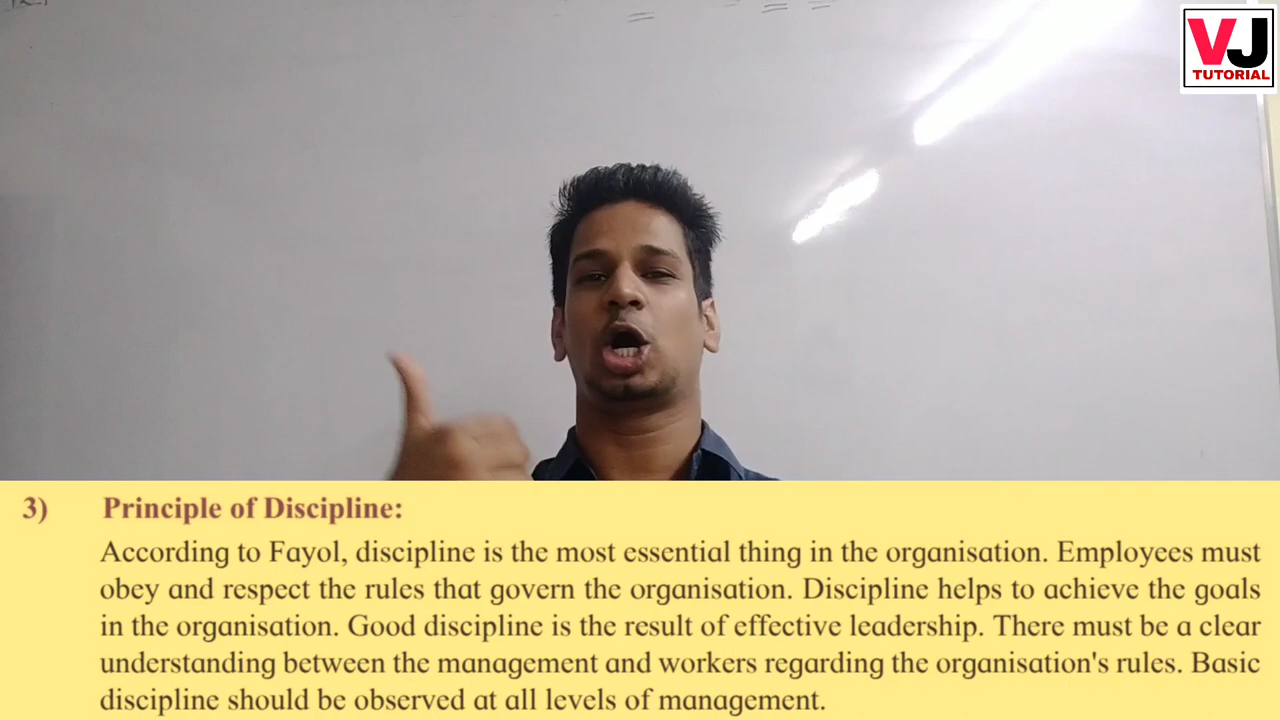 VJ
TUTORIAL
3) Principle of Discipline:
According to Fayol, discipline is the most essential thing in the organisation. Employees must
obey and respect the rules that govern the organisation. Discipline helps to achieve the goals
in the organisation. Good discipline is the result of effective leadership. There must be a clear
understanding between the management and workers regarding the organisation's rules. Basic
discipline should be observed at all levels of management.